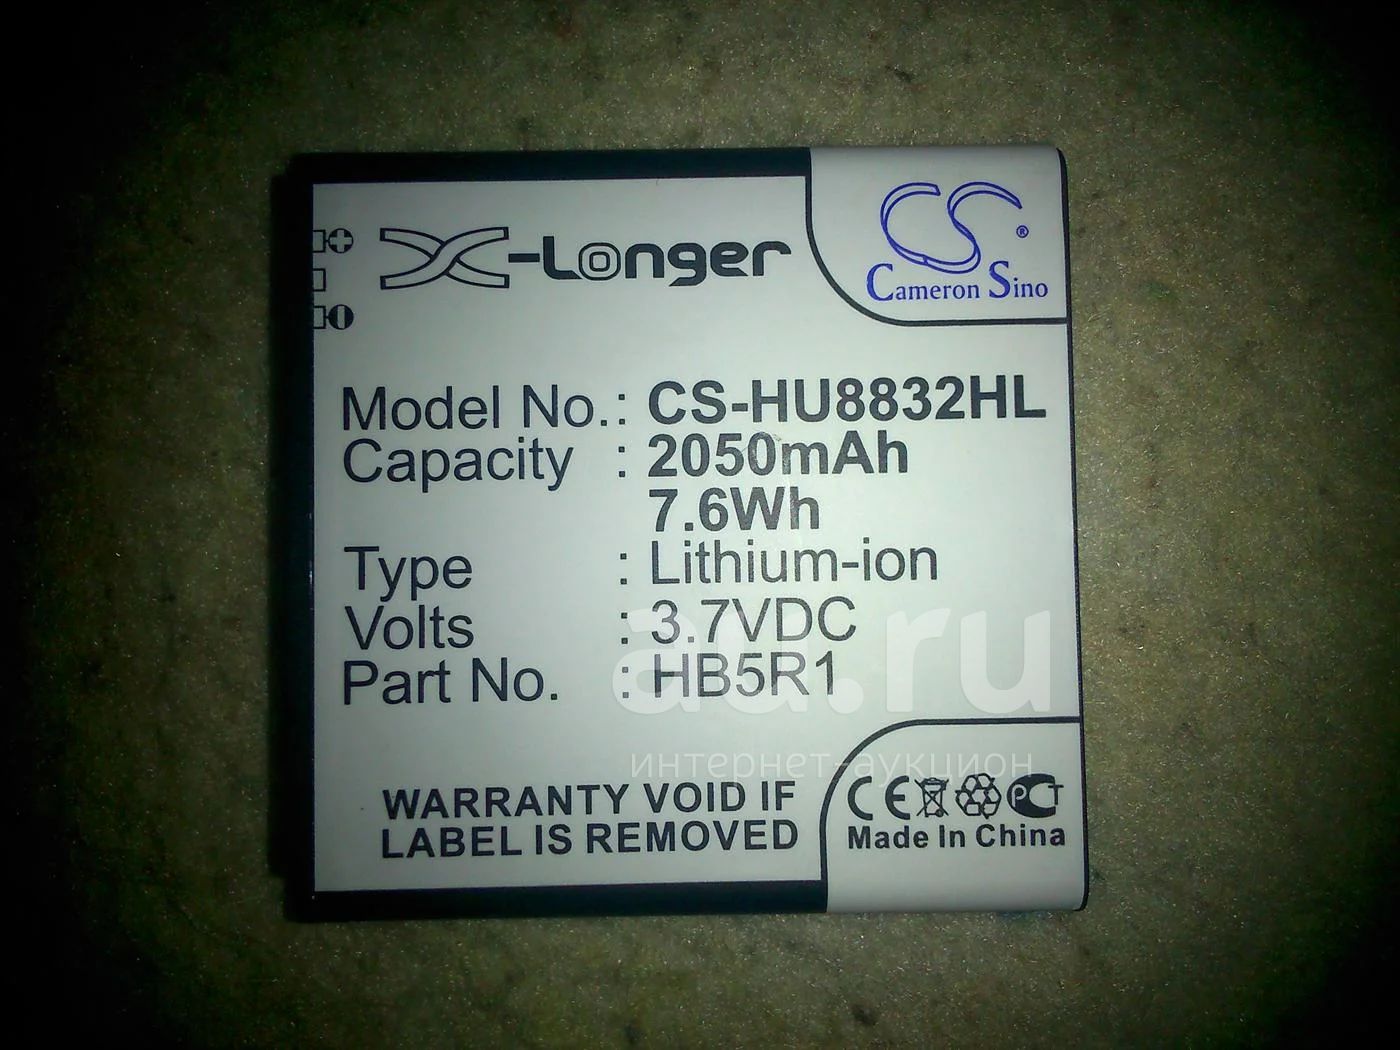 X-Longer
CS®
Cameron Sino
Model No.: CS-HU8832HL
Capacity : 2050mAh
7.6Wh
Type : Lithium-ion
Volts : 3.7VDC
Part No. : HB5R1
au.ru
интернет-аукцион
WARRANTY VOID IF
LABEL IS REMOVED
CE PCT
Made In China